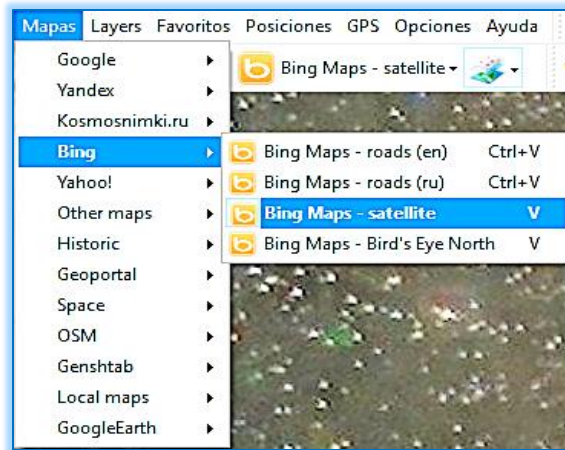 Mapas Layers Favoritos Posiciones GPS Opciones Ayuda
Bing Maps - satellite
Google
Yandex
Kosmosnimki.ru
Bing
Yahoo!
Other maps
Historic
Geoportal
Space
OSM
Genshtab
Local maps
GoogleEarth
Bing Maps - roads (en) Ctrl+V
Bing Maps - roads (ru) Ctrl+V
Bing Maps - satellite V
Bing Maps - Bird's Eye North V